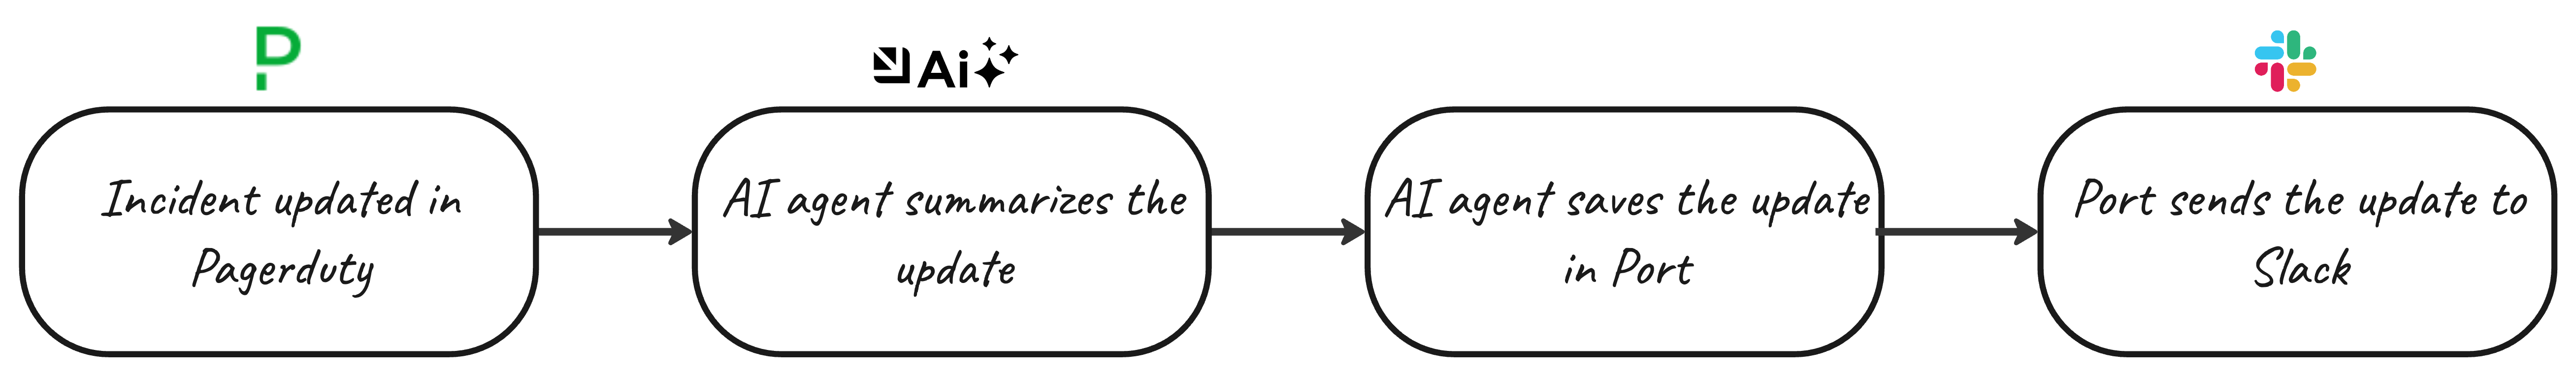 Ai
Incident updated in
Pagerduty
AI agent summarizes the
update
AI agent saves the update
in Port
Port sends the update to
Slack